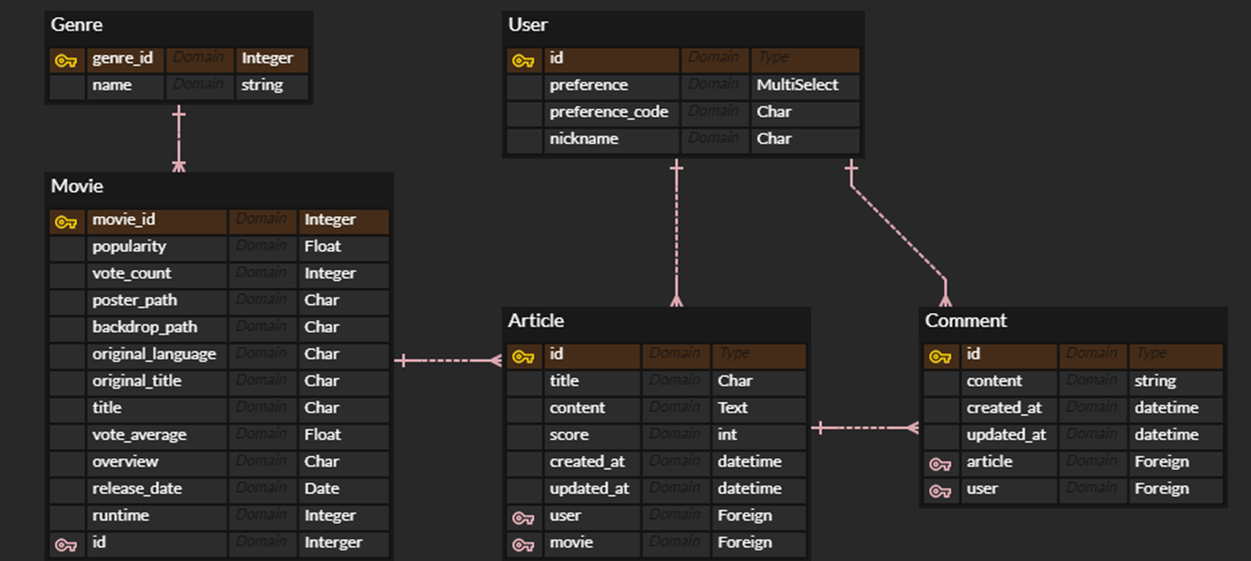 Genre
genre_id Domain Integer
name Domain string
User
id Domain Type
preference Domain MultiSelect
preference_code Domain Char
nickname Domain Char
Movie
movie_id Domain Integer
popularity Domain Float
vote_count Domain Integer
poster_path Domain Char
backdrop_path Domain Char
original_language Domain Char
original_title Domain Char
title Domain Char
vote_average Domain Float
overview Domain Char
release_date Domain Date
runtime Domain Integer
id Domain Interger
Article
id Domain Type
title Domain Char
content Domain Text
score Domain int
created_at Domain datetime
updated_at Domain datetime
user Domain Foreign
movie Domain Foreign
Comment
id Domain Type
content Domain string
created_at Domain datetime
updated_at Domain datetime
article Domain Foreign
user Domain Foreign